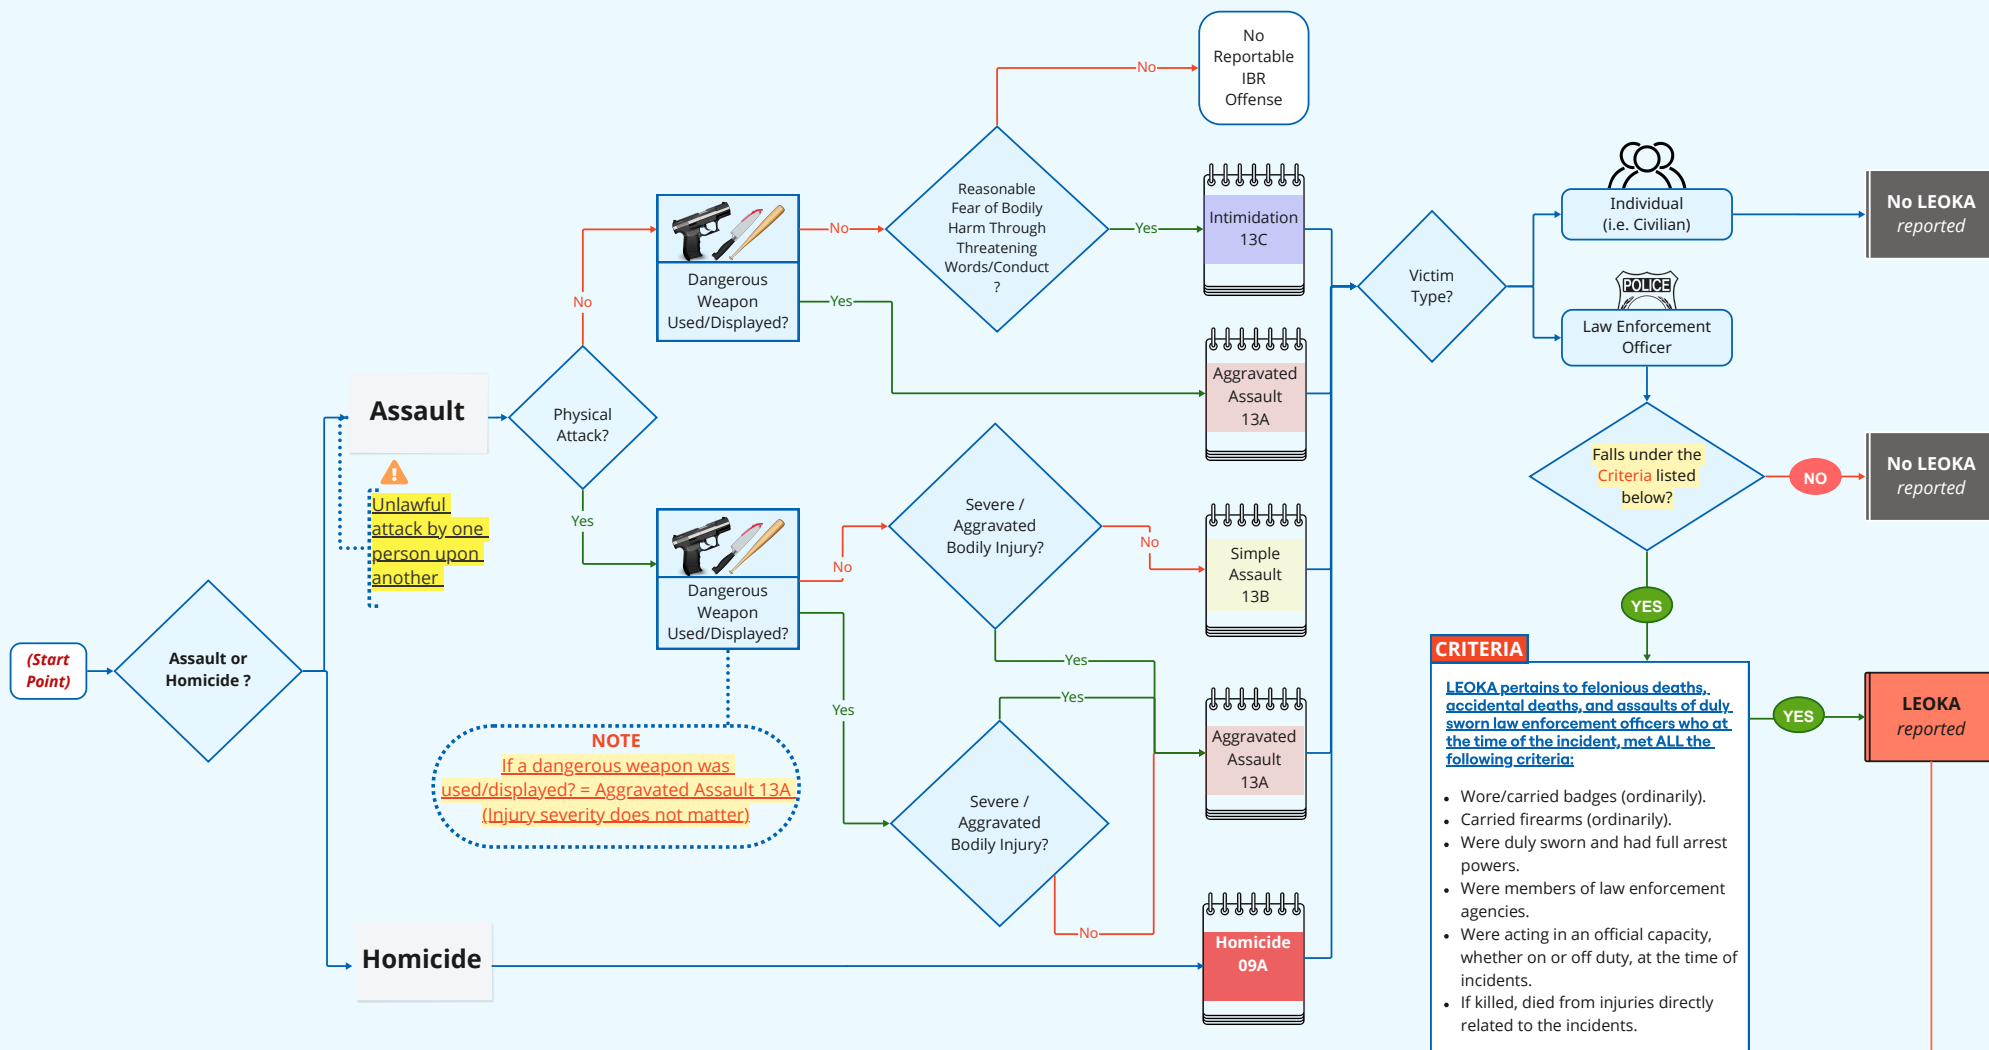 (Start
Point)
Assault or
Homicide ?
Assault
Unlawful
attack by one
person upon
another
Homicide
Physical
Attack?
No
Yes
Dangerous
Weapon
Used/Displayed?
No
Yes
Dangerous
Weapon
Used/Displayed?
No
Yes
NOTE
If a dangerous weapon was
used/displayed? = Aggravated Assault 13A
(Injury severity does not matter)
Reasonable
Fear of Bodily
Harm Through
Threatening
Words/Conduct
?
No
Yes
No
Reportable
IBR
Offense
Intimidation
13C
Aggravated
Assault
13A
Severe /
Aggravated
Bodily Injury?
No
Yes
Simple
Assault
13B
Severe /
Aggravated
Bodily Injury?
Yes
No
Aggravated
Assault
13A
Homicide
09A
Victim
Type?
Individual
(i.e. Civilian)
No LEOKA
reported
POLICE
Law Enforcement
Officer
Falls under the
Criteria listed
below?
NO
No LEOKA
reported
YES
CRITERIA
LEOKA pertains to felonious deaths,
accidental deaths, and assaults of duly
sworn law enforcement officers who at
the time of the incident, met ALL the
following criteria:
• Wore/carried badges (ordinarily).
• Carried firearms (ordinarily).
• Were duly sworn and had full arrest
powers.
• Were members of law enforcement
agencies.
• Were acting in an official capacity,
whether on or off duty, at the time of
incidents.
• If killed, died from injuries directly
related to the incidents.
YES
LEOKA
reported